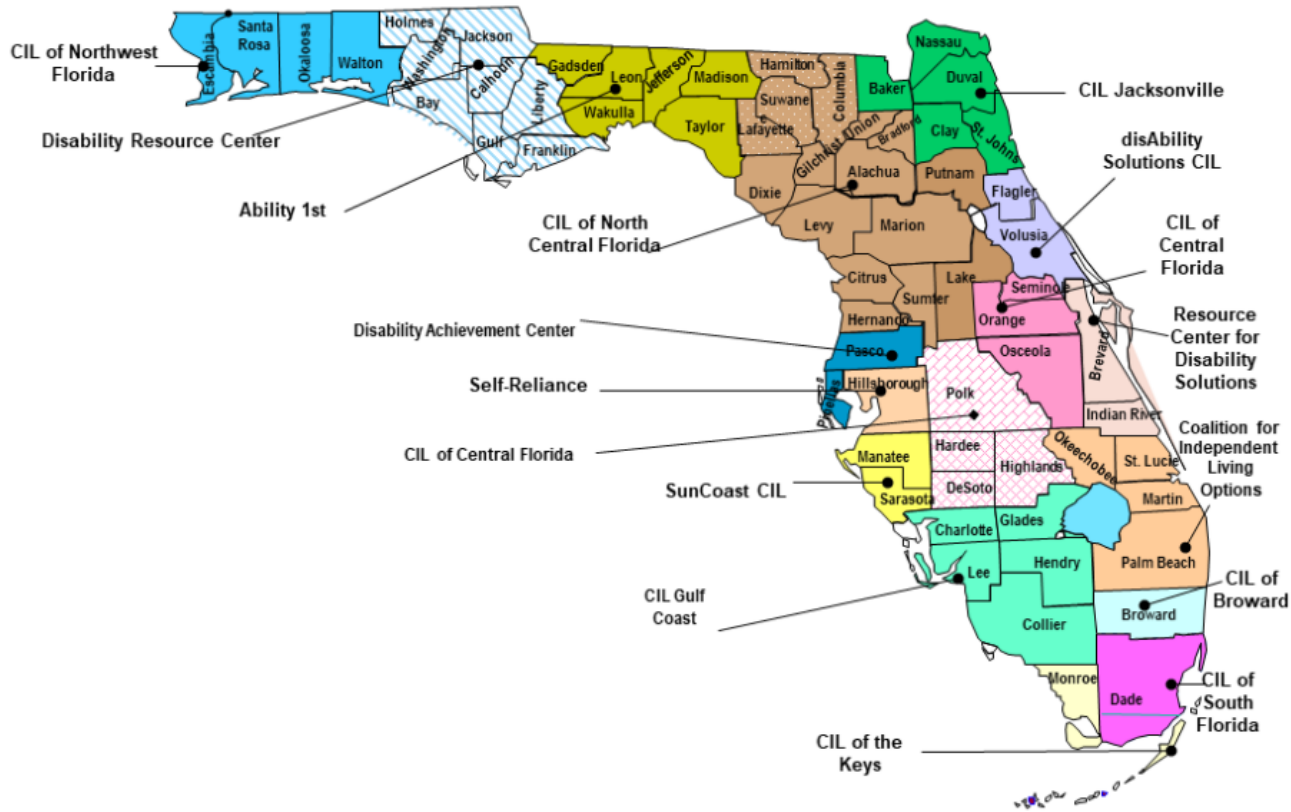 CIL of Northwest
Florida
Disability Resource Center
Ability 1st
CIL of North
Central Florida
Disability Achievement Center
Self-Reliance
CIL of Central Florida
SunCoast CIL
CIL Gulf
Coast
CIL of the
Keys
CIL Jacksonville
disAbility
Solutions CIL
CIL of
Central
Florida
Resource
Center for
Disability
Solutions
Coalition for
Independent
Living
Options
CIL of
Broward
CIL of
South
Florida
Escambia
Santa
Rosa
Okaloosa
Walton
Holmes
Washington
Jackson
Bay
Calhoun
Gulf
Liberty
Franklin
Gadsden
Leon
Wakulla
Jefferson
Madison
Taylor
Hamilton
Suwane
e
Lafayette
Columbia
Baker
Nassau
Duval
Clay
St. Johns
Union
Bradford
Gilchrist
Alachua
Putnam
Dixie
Levy
Marion
Flagler
Volusia
Citrus
Sumter
Lake
Hernando
Seminole
Orange
Osceola
Brevard
Indian River
Pasco
Pinellas
Hillsborough
Polk
Manatee
Sarasota
Hardee
Highlands
DeSoto
Okeechobee
St. Lucie
Martin
Charlotte
Glades
Lee
Hendry
Palm Beach
Collier
Broward
Monroe
Dade